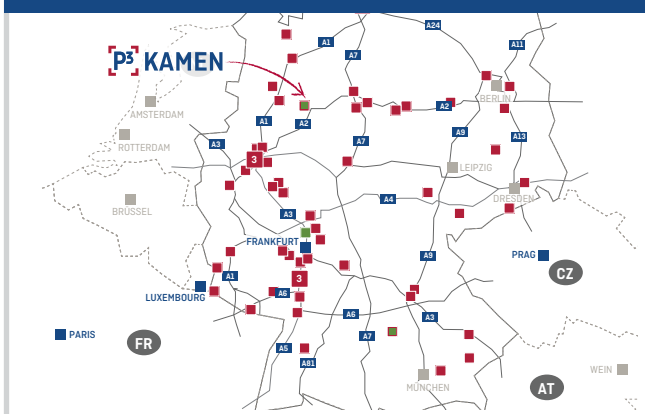 A24
A1
A11
A7
P³ KAMEN
BERLIN
A2
AMSTERDAM
A1
A2
A9
A13
ROTTERDAM
A3
A7
3
LEIPZIG
DRESDEN
A4
BRÜSSEL
A3
FRANKFURT
A9
PRAG
CZ
A1
3
A6
LUXEMBOURG
A6
A3
PARIS
FR
A7
A5
A81
WEIN
MÜNCHEN
AT